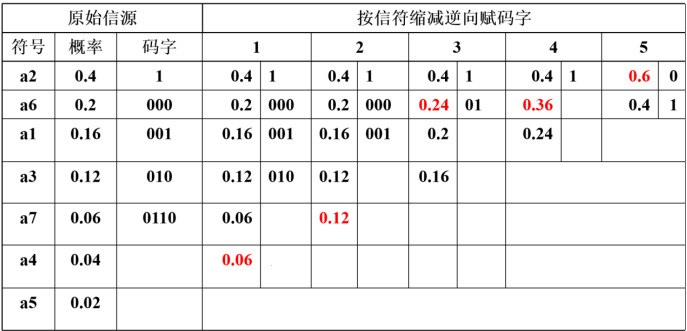 原始信源 按信符缩减逆向赋码字
符号 概率 码字 1 2 3 4 5
a2 0.4 1 0.4 1 0.4 1 0.4 1 0.4 1 0.6 0
a6 0.2 000 0.2 000 0.2 000 0.24 01 0.36 0.4 1
a1 0.16 001 0.16 001 0.16 001 0.2 0.24
a3 0.12 010 0.12 010 0.12 0.16
a7 0.06 0110 0.06 0.12
a4 0.04 0.06
a5 0.02